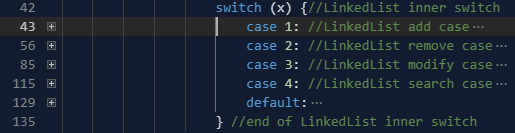 42 switch (x) {//LinkedList inner switch
43 case 1: //LinkedList add case⋯
56 case 2: //LinkedList remove case⋯
85 case 3: //LinkedList modify case⋯
115 case 4: //LinkedList search case⋯
129 default:⋯
135 } //end of LinkedList inner switch